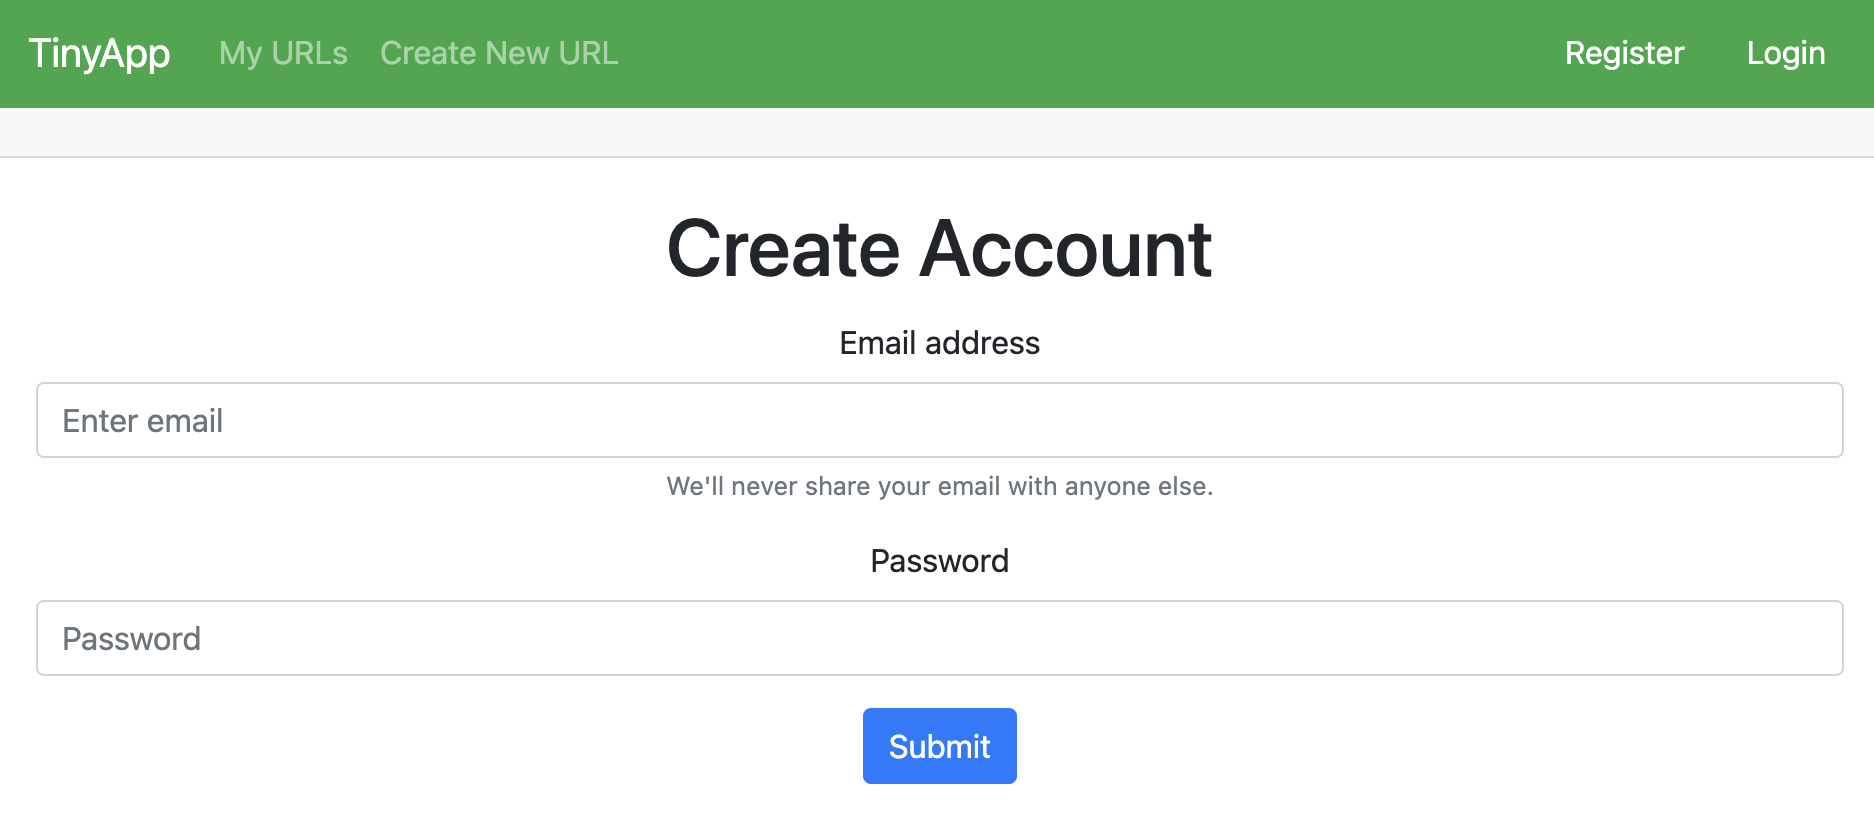 TinyApp My URLs Create New URL Register Login
Create Account
Email address
Enter email
We'll never share your email with anyone else.
Password
Password
Submit